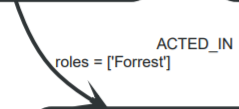 ACTED_IN
roles = ['Forrest']